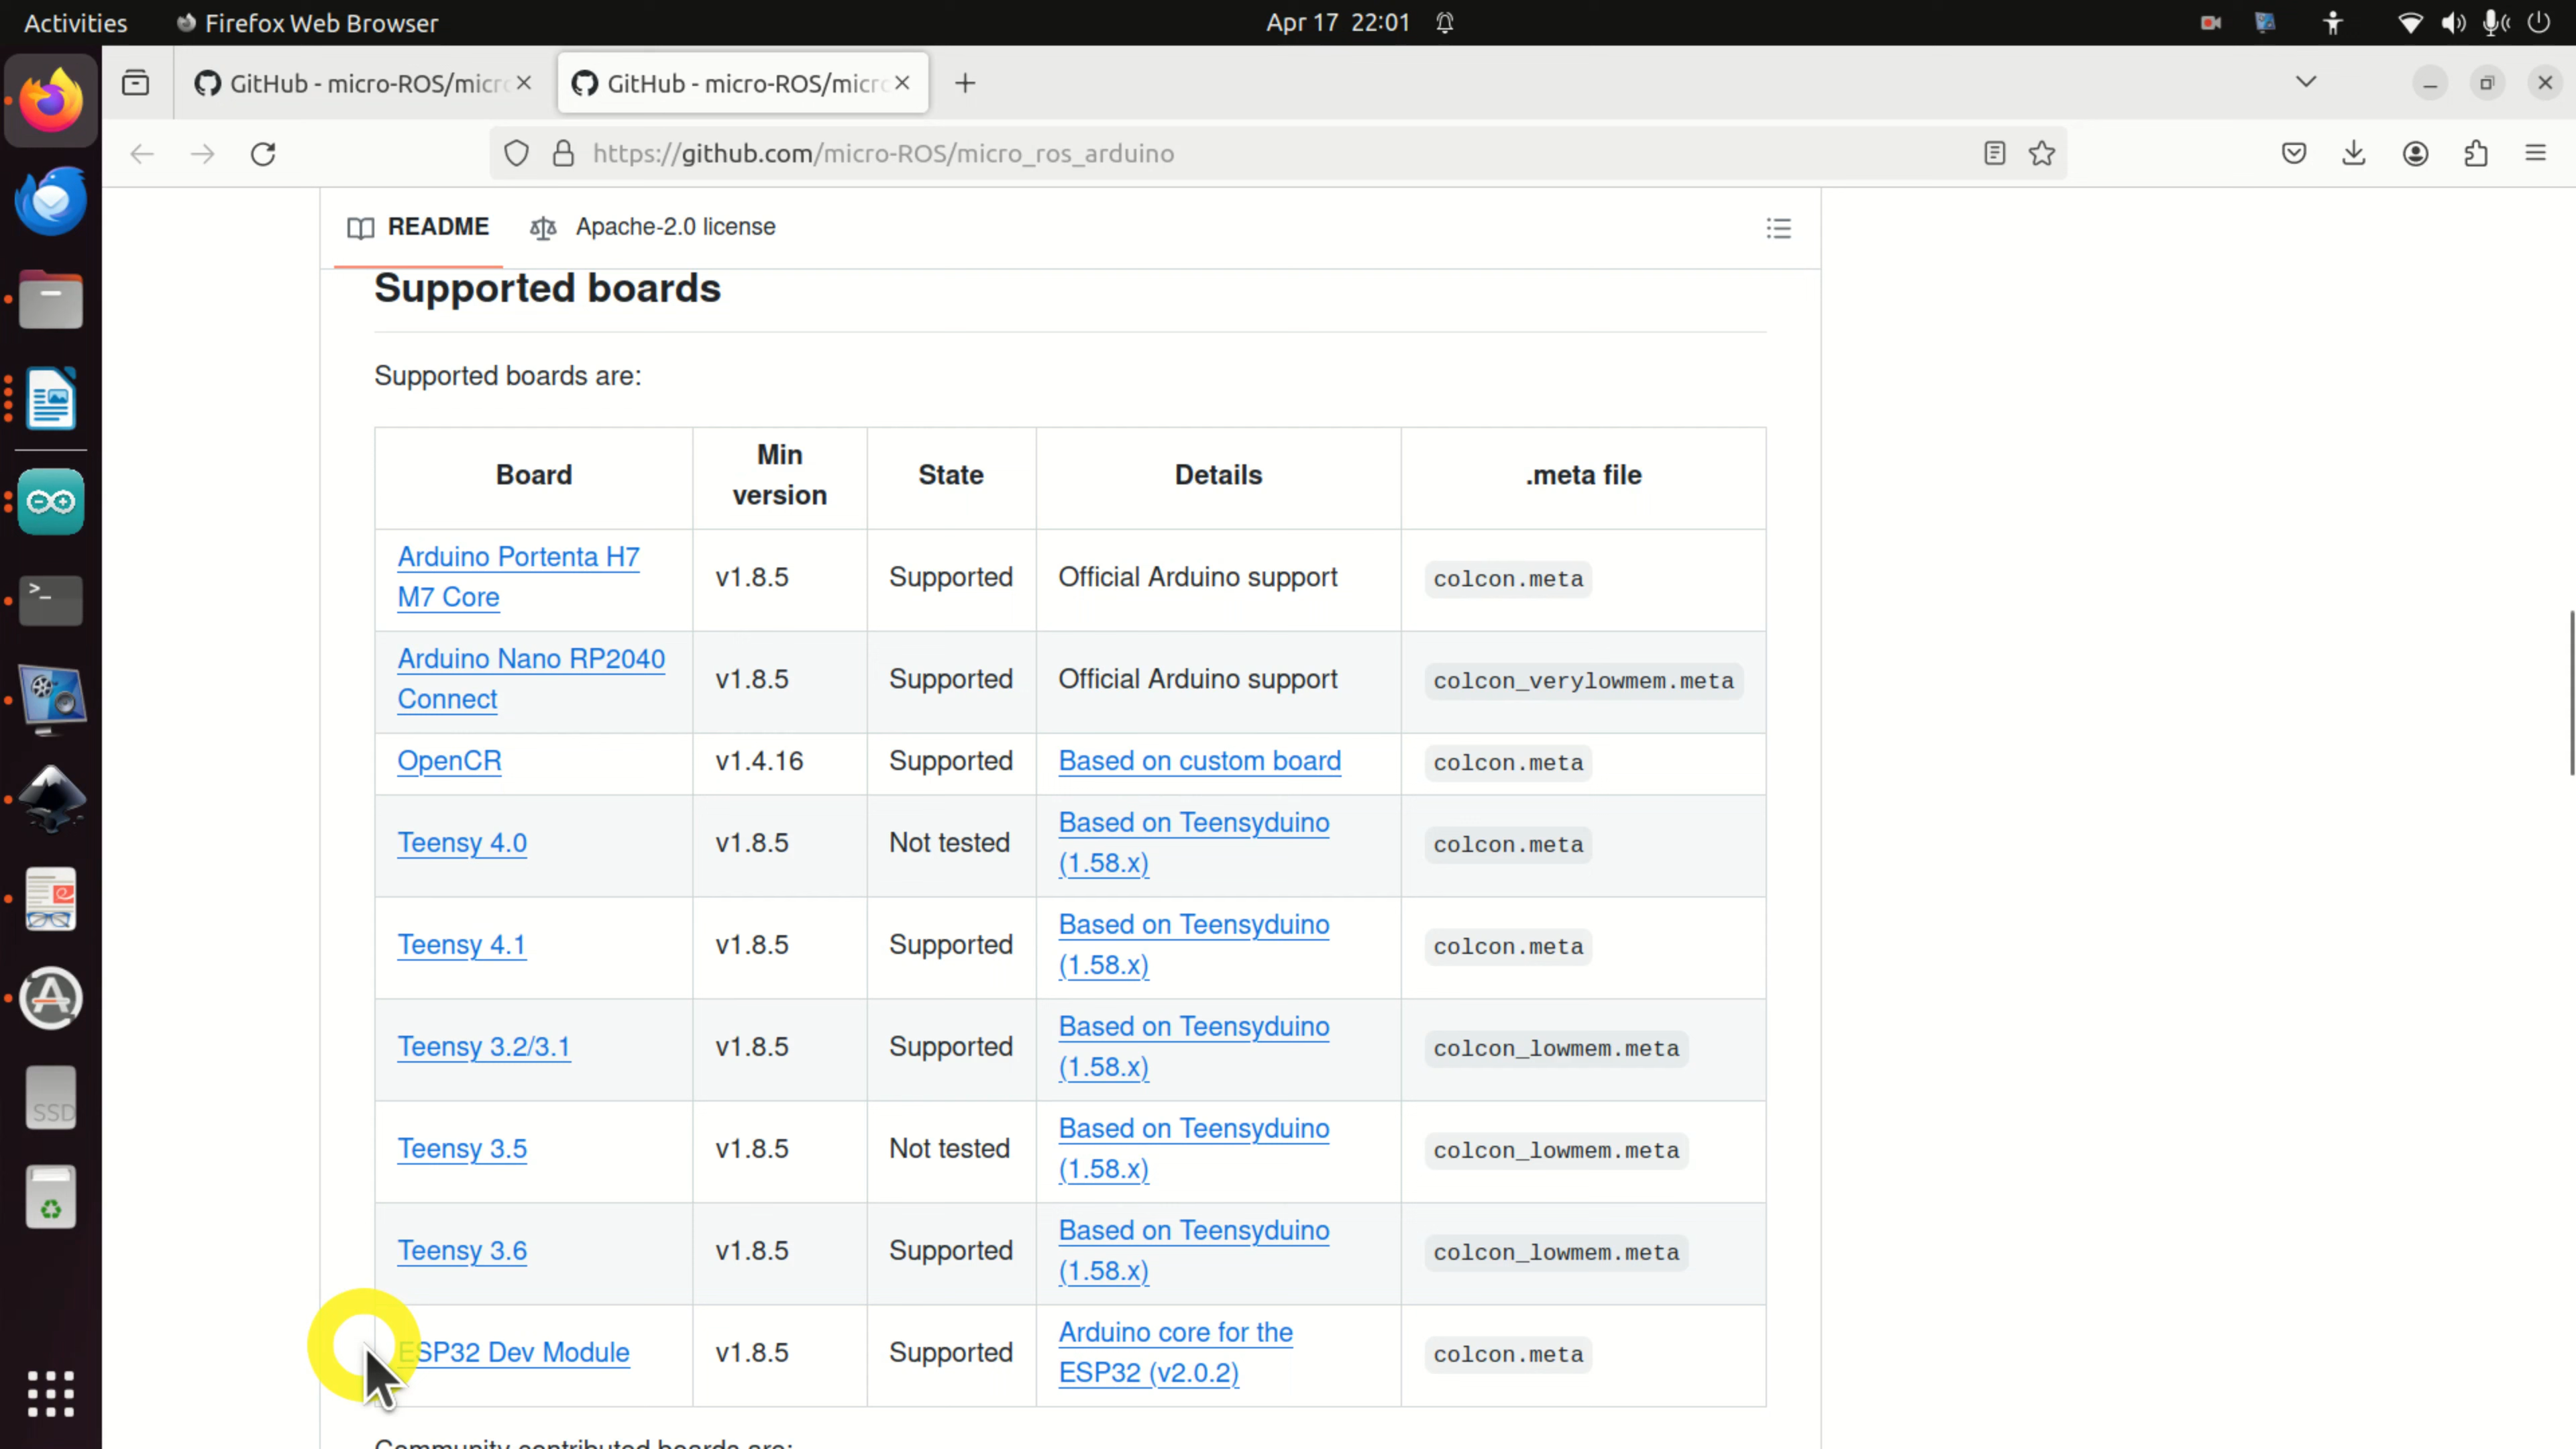 Activities Firefox Web Browser Apr 17 22:01
GitHub - micro-ROS/micro GitHub - micro-ROS/micro
https://github.com/micro-ROS/micro_ros_arduino
README Apache-2.0 license
Supported boards
Supported boards are:
Board Min version State Details .meta file
Arduino Portenta H7 M7 Core v1.8.5 Supported Official Arduino support colcon.meta
Arduino Nano RP2040 Connect v1.8.5 Supported Official Arduino support colcon_verylowmem.meta
OpenCR v1.4.16 Supported Based on custom board colcon.meta
Teensy 4.0 v1.8.5 Not tested Based on Teensyduino (1.58.x) colcon.meta
Teensy 4.1 v1.8.5 Supported Based on Teensyduino (1.58.x) colcon.meta
Teensy 3.2/3.1 v1.8.5 Supported Based on Teensyduino (1.58.x) colcon_lowmem.meta
Teensy 3.5 v1.8.5 Not tested Based on Teensyduino (1.58.x) colcon_lowmem.meta
Teensy 3.6 v1.8.5 Supported Based on Teensyduino (1.58.x) colcon_lowmem.meta
ESP32 Dev Module v1.8.5 Supported Arduino core for the ESP32 (v2.0.2) colcon.meta
Community contributed boards are:
SSD